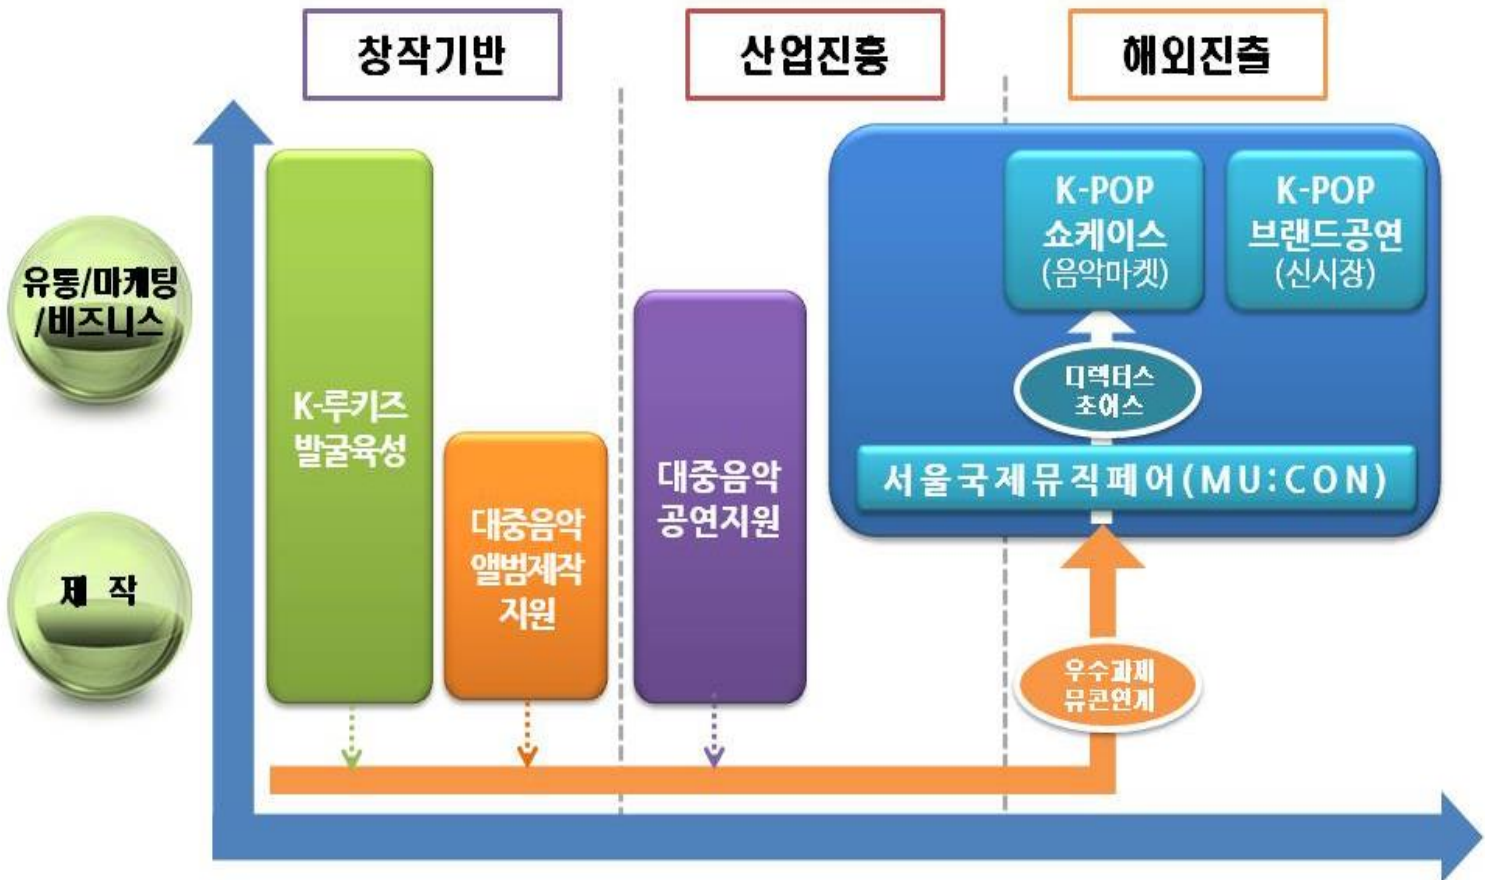 창작기반
산업진흥
해외진출
유통/마케팅
/비즈니스
제 작
K-루키즈
발굴육성
대중음악
앨범제작
지원
대중음악
공연지원
K-POP
쇼케이스
(음악마켓)
K-POP
브랜드공연
(신시장)
디렉터스
초이스
서울국제뮤직페어(MU:CON)
우수과제
뮤콘연계